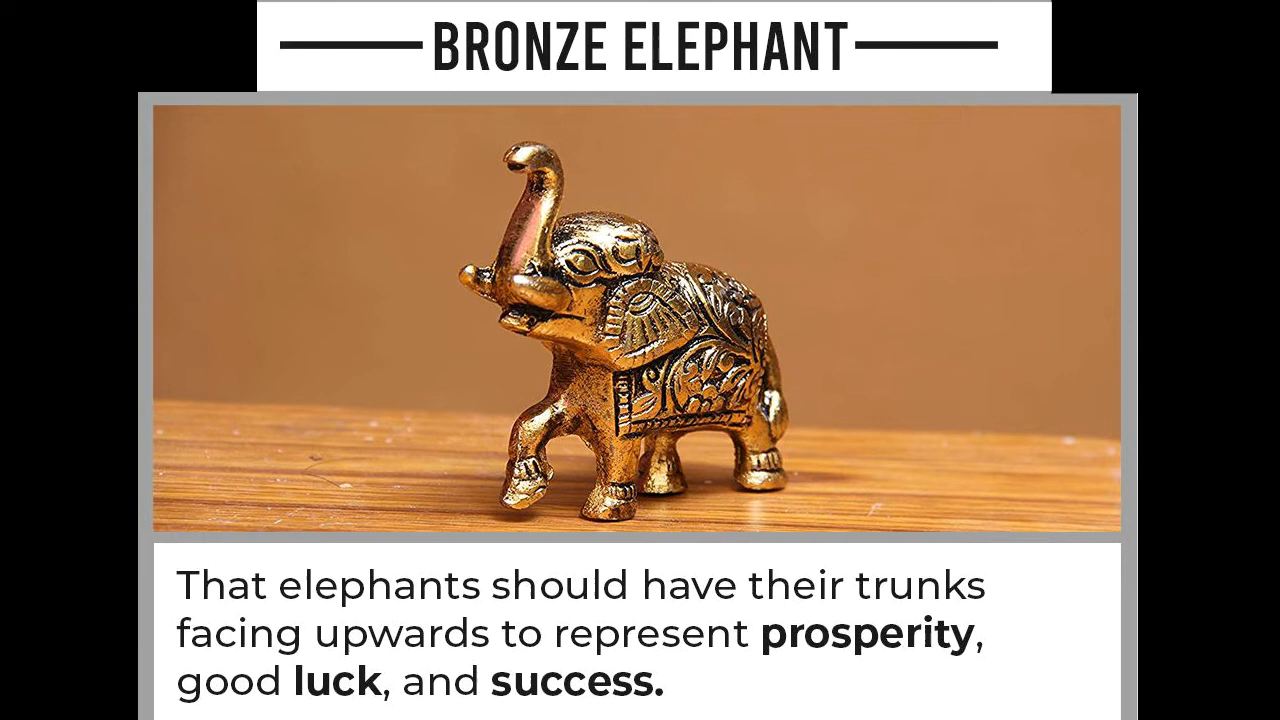 BRONZE ELEPHANT
That elephants should have their trunks
facing upwards to represent prosperity,
good luck, and success.